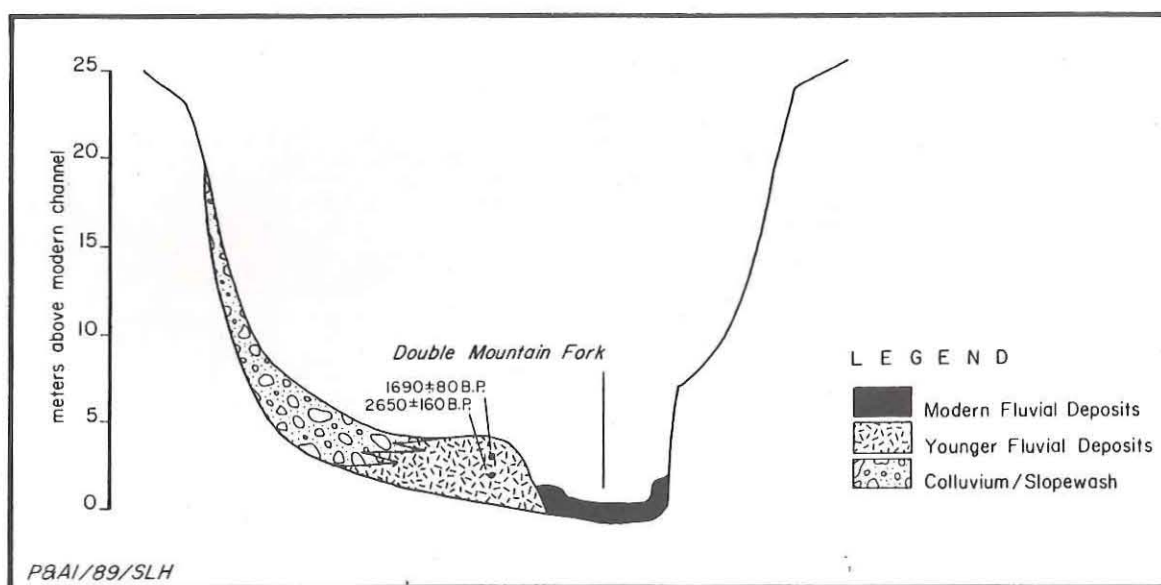 25
20
15
10
5
0
meters above modern channel
Double Mountain Fork
1690±80 B.P.
2650±160 B.P.
LEGEND
Modern Fluvial Deposits
Younger Fluvial Deposits
Colluvium/Slopewash
P&AI/89/SLH